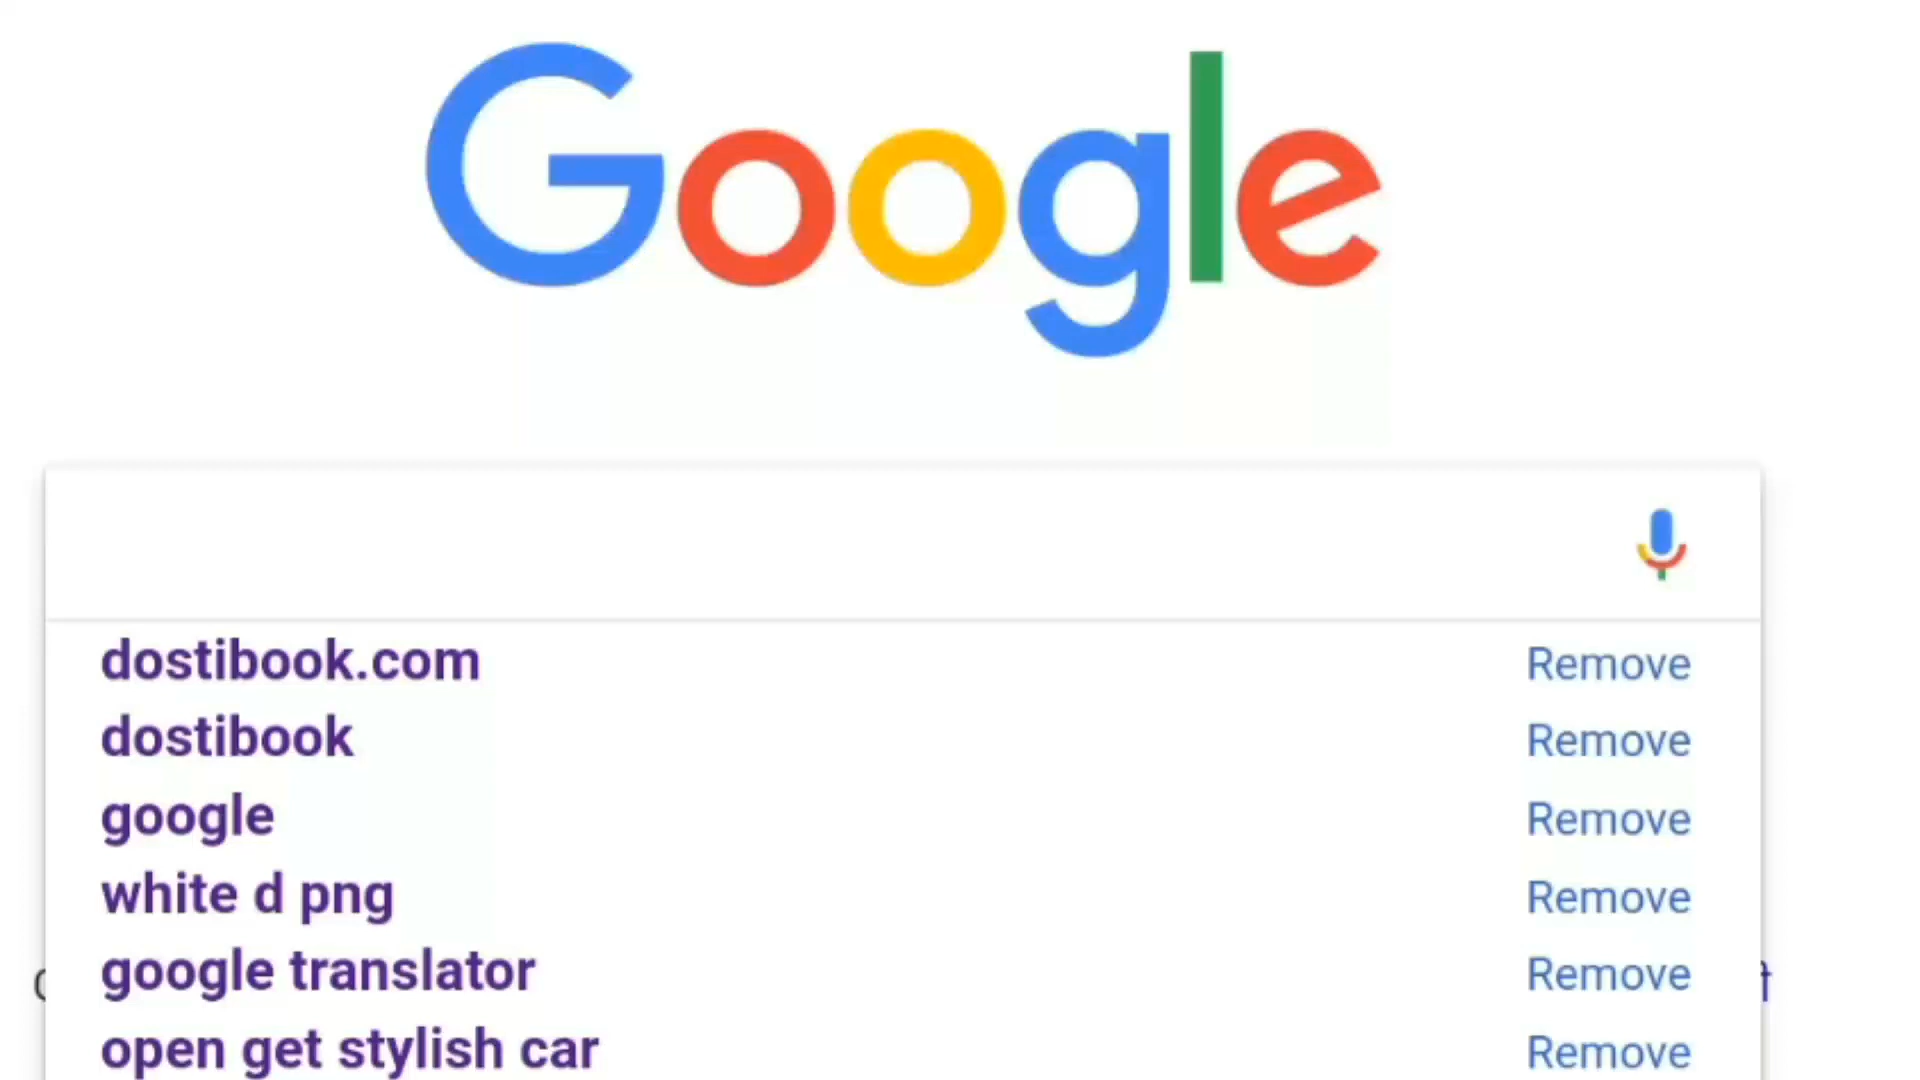 Google
dostibook.com Remove
dostibook Remove
google Remove
white d png Remove
google translator Remove
open get stylish car Remove